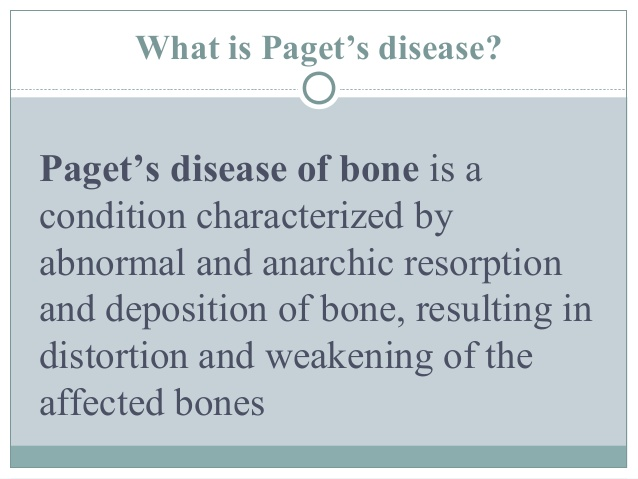 What is Paget’s disease?
Paget’s disease of bone is a
condition characterized by
abnormal and anarchic resorption
and deposition of bone, resulting in
distortion and weakening of the
affected bones